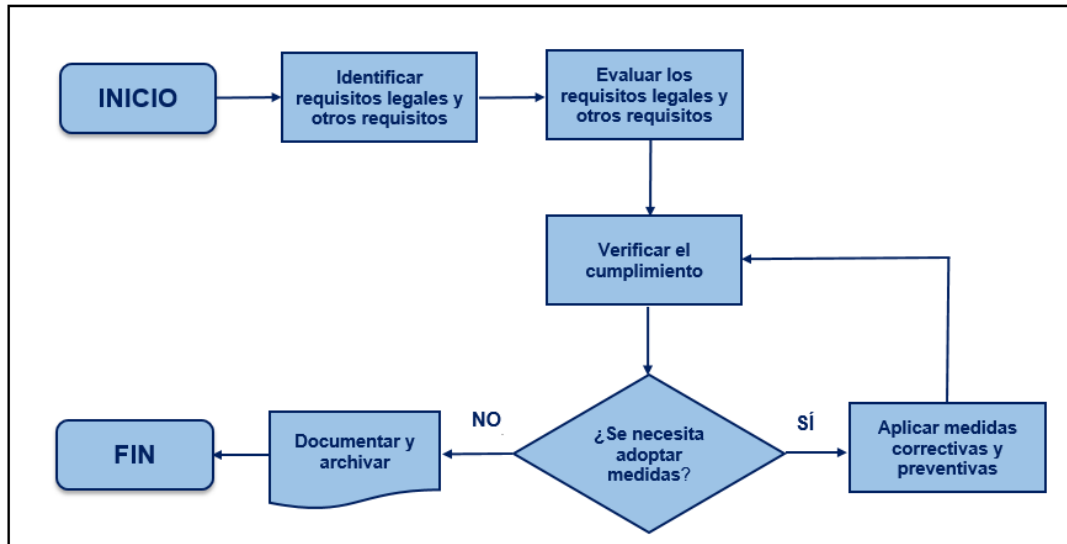 INICIO
Identificar
requisitos legales y
otros requisitos
Evaluar los
requisitos legales y
otros requisitos
Verificar el
cumplimiento
¿Se necesita
adoptar
medidas?
NO
SÍ
Documentar y
archivar
FIN
Aplicar medidas
correctivas y
preventivas